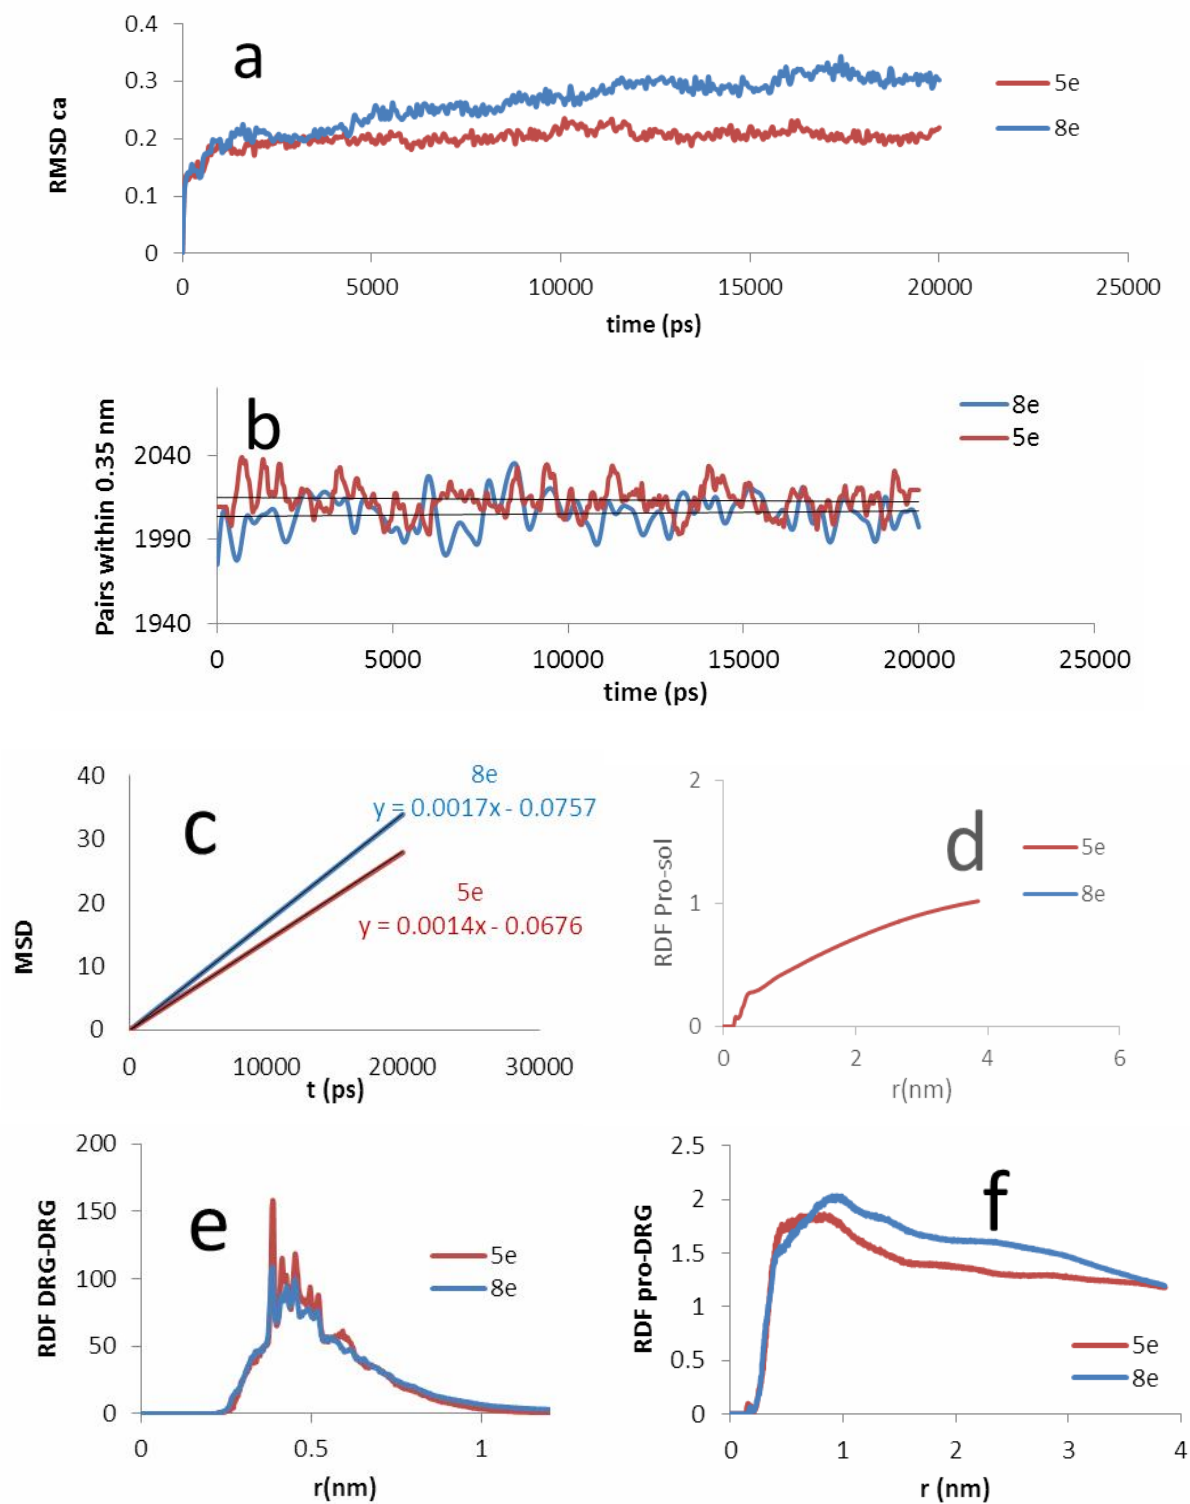 a
RMSD ca
0.4
0.3
0.2
0.1
0
0 5000 10000 15000 20000 25000
time (ps)
5e
8e
b
Pairs within 0.35 nm
2040
1990
1940
0 5000 10000 15000 20000 25000
time (ps)
8e
5e
c
MSD
40
30
20
10
0
0 10000 20000 30000
t (ps)
8e
y = 0.0017x - 0.0757
5e
y = 0.0014x - 0.0676
d
RDF Pro-sol
2
1
0
0 2 4 6
r(nm)
5e
8e
e
RDF DRG-DRG
200
150
100
50
0
0 0.5 1
r(nm)
5e
8e
f
RDF pro-DRG
2.5
2
1.5
1
0.5
0
0 1 2 3 4
r (nm)
5e
8e